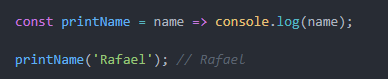 const printName = name => console.log(name);
printName('Rafael'); // Rafael